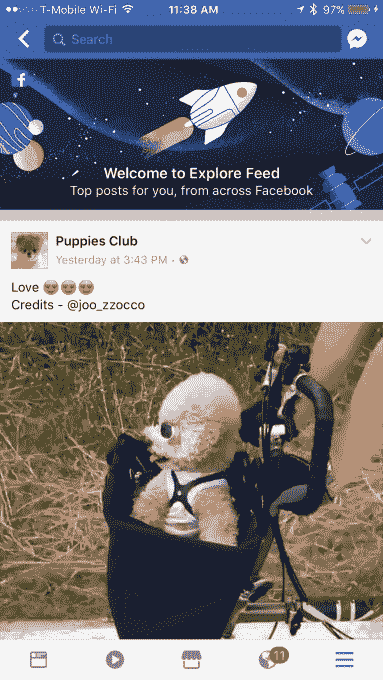 T-Mobile Wi-Fi 11:38 AM 97%
Search
f
Welcome to Explore Feed
Top posts for you, from across Facebook
Puppies Club
Yesterday at 3:43 PM ·
Love
Credits - @joo_zzocco
11